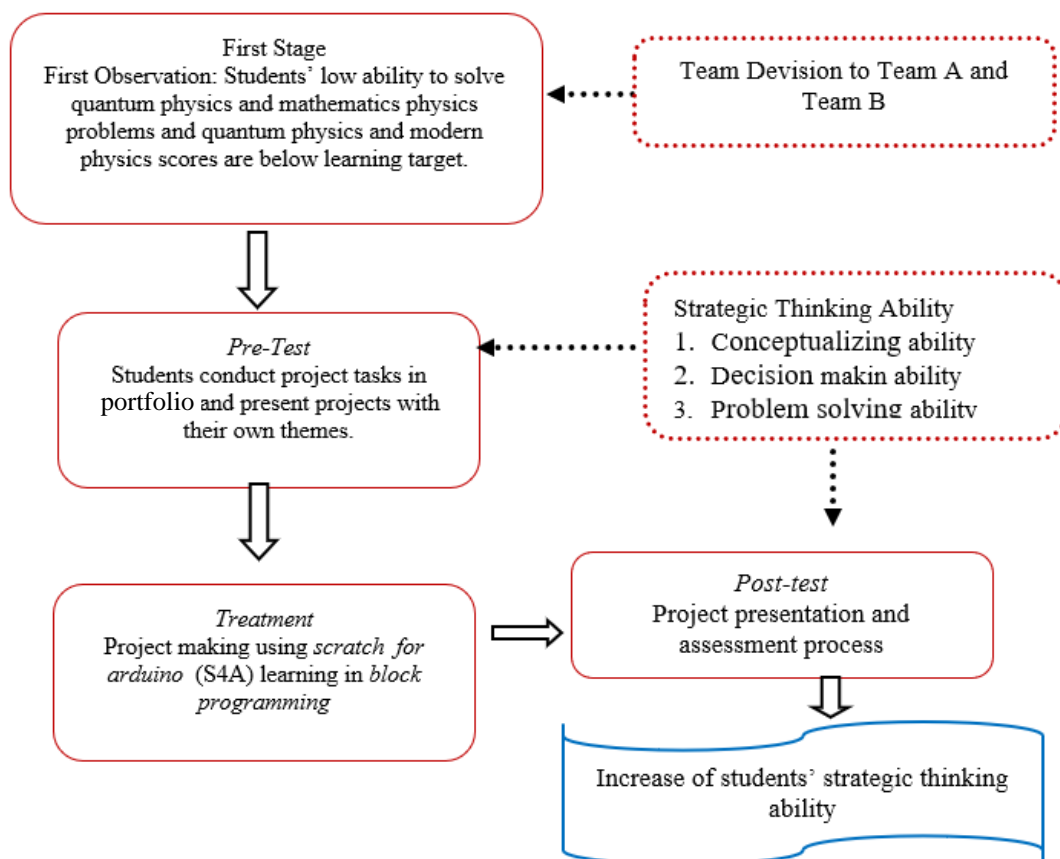 First Stage
First Observation: Students’ low ability to solve
quantum physics and mathematics physics
problems and quantum physics and modern
physics scores are below learning target.
Team Devision to Team A and
Team B
Pre-Test
Students conduct project tasks in
portfolio and present projects with
their own themes.
Strategic Thinking Ability
1. Conceptualizing ability
2. Decision makin ability
3. Problem solving ability
Treatment
Project making using scratch for
arduino (S4A) learning in block
programming
Post-test
Project presentation and
assessment process
Increase of students’ strategic thinking
ability